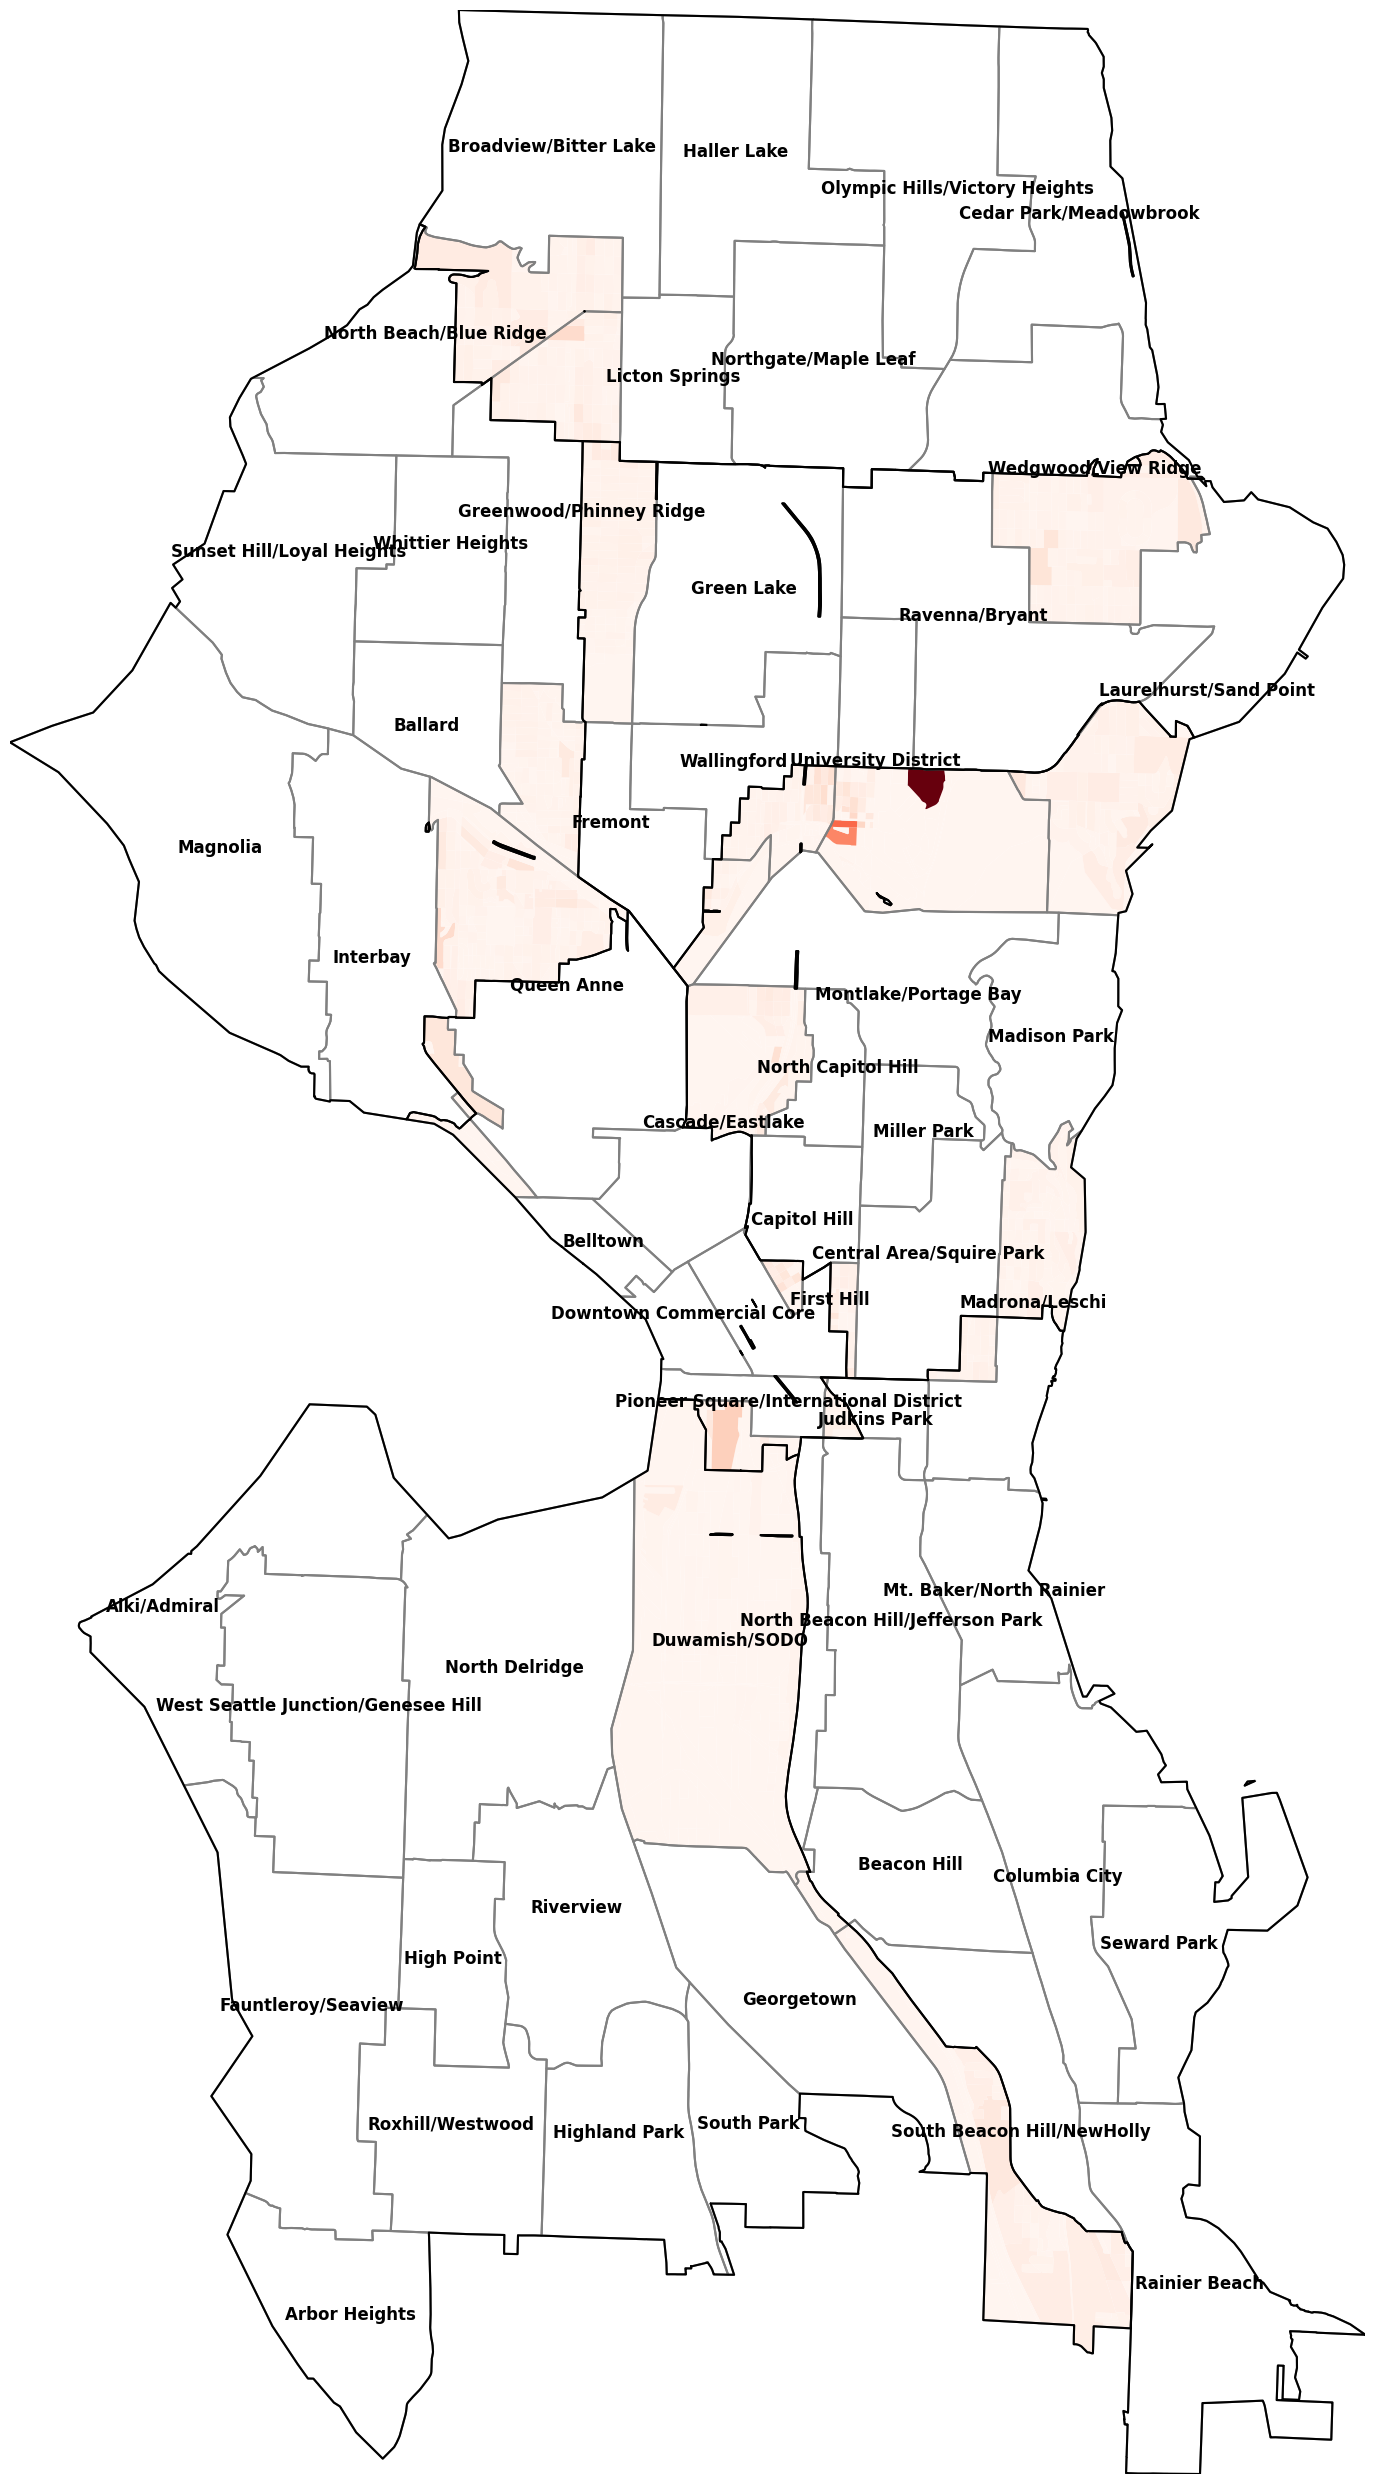 Broadview/Bitter Lake
Haller Lake
Olympic Hills/Victory Heights
Cedar Park/Meadowbrook
North Beach/Blue Ridge
Northgate/Maple Leaf
Licton Springs
Wedgwood/View Ridge
Greenwood/Phinney Ridge
Whittier Heights
Sunset Hill/Loyal Heights
Green Lake
Ravenna/Bryant
Laurelhurst/Sand Point
Ballard
Wallingford
University District
Fremont
Magnolia
Interbay
Queen Anne
Montlake/Portage Bay
Madison Park
North Capitol Hill
Cascade/Eastlake
Miller Park
Capitol Hill
Belltown
Central Area/Squire Park
First Hill
Madrona/Leschi
Downtown Commercial Core
Pioneer Square/International District
Judkins Park
Mt. Baker/North Rainier
Alki/Admiral
North Beacon Hill/Jefferson Park
Duwamish/SODO
North Delridge
West Seattle Junction/Genesee Hill
Beacon Hill
Columbia City
Riverview
Seward Park
High Point
Georgetown
Fauntleroy/Seaview
Roxhill/Westwood
South Park
Highland Park
South Beacon Hill/NewHolly
Rainier Beach
Arbor Heights